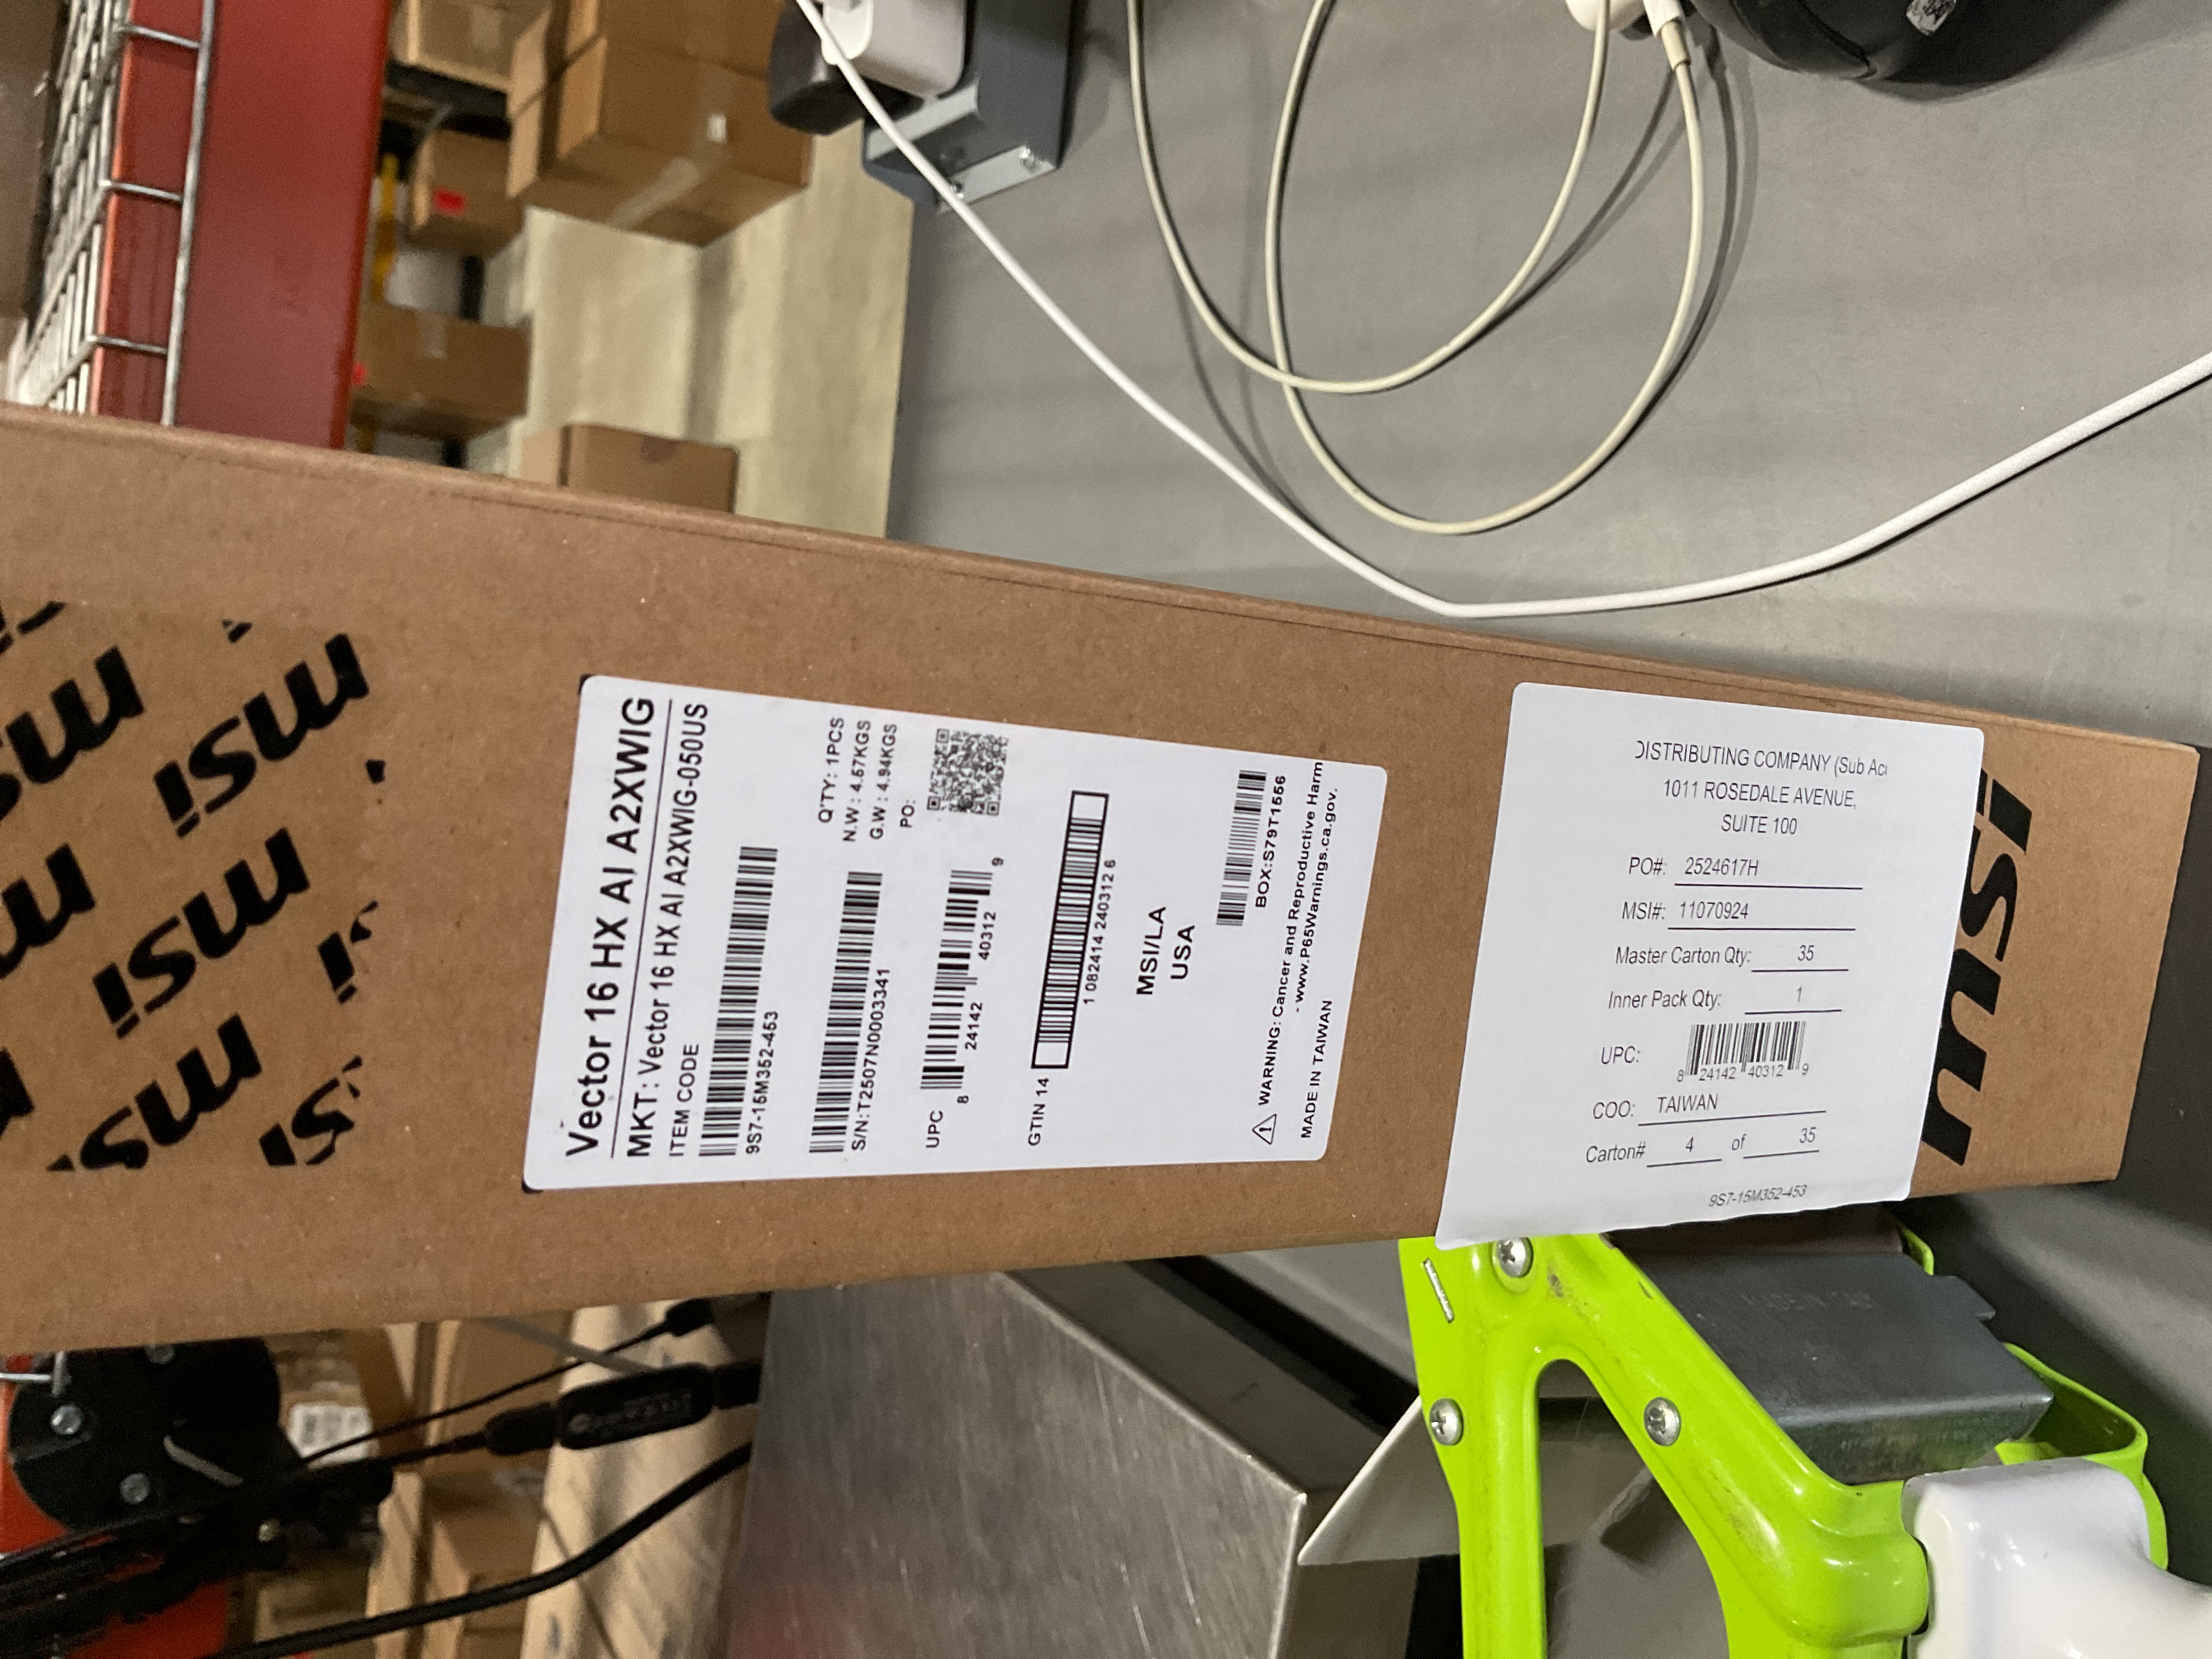 msi
msi
msi
msi
Vector 16 HX AI A2XWIG
MKT: Vector 16 HX AI A2XWIG-050US
ITEM CODE
9S7-15M352-453
Q'TY: 1PCS
N.W : 4.57KGS
G.W : 4.94KGS
PO:
S/N:T2507N0003341
UPC
8 24142 40312 9
GTIN 14
1 0824142403126
MSI/LA
USA
BOX:S79T1556
WARNING: Cancer and Reproductive Harm
- www.P65Warnings.ca.gov.
MADE IN TAIWAN
DISTRIBUTING COMPANY (Sub Acc
1011 ROSEDALE AVENUE,
SUITE 100
PO#: 2524617H
MSI#: 11070924
Master Carton Qty: 35
Inner Pack Qty: 1
UPC:
8 24142 40312 9
COO: TAIWAN
Carton# 4 of 35
9S7-15M352-453
msi